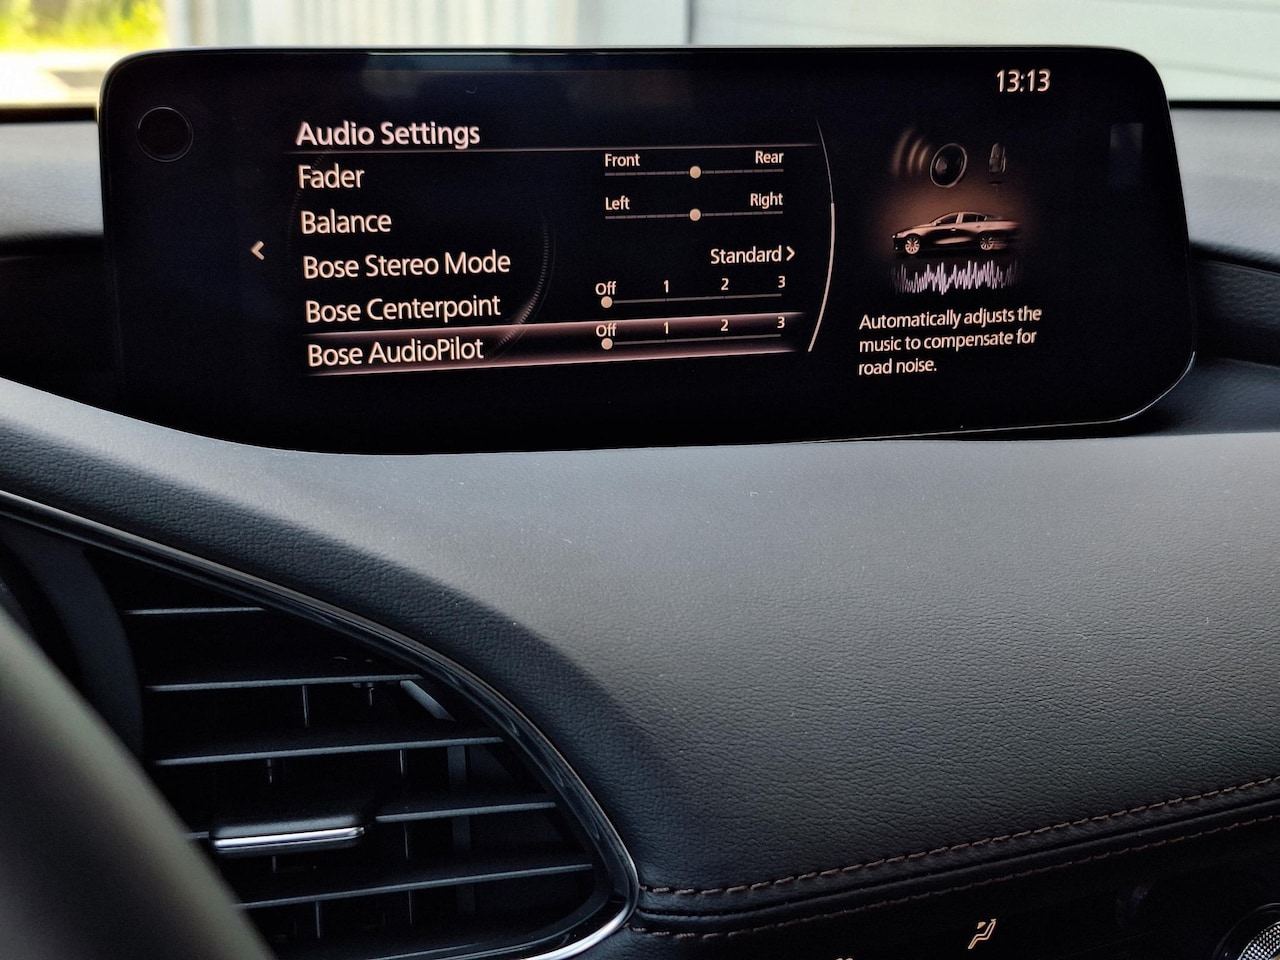 13:13
Audio Settings
Fader
Front Rear
Balance
Left Right
Bose Stereo Mode
Standard
Bose Centerpoint
Off 1 2 3
Bose AudioPilot
Off 1 2 3
Automatically adjusts the
music to compensate for
road noise.